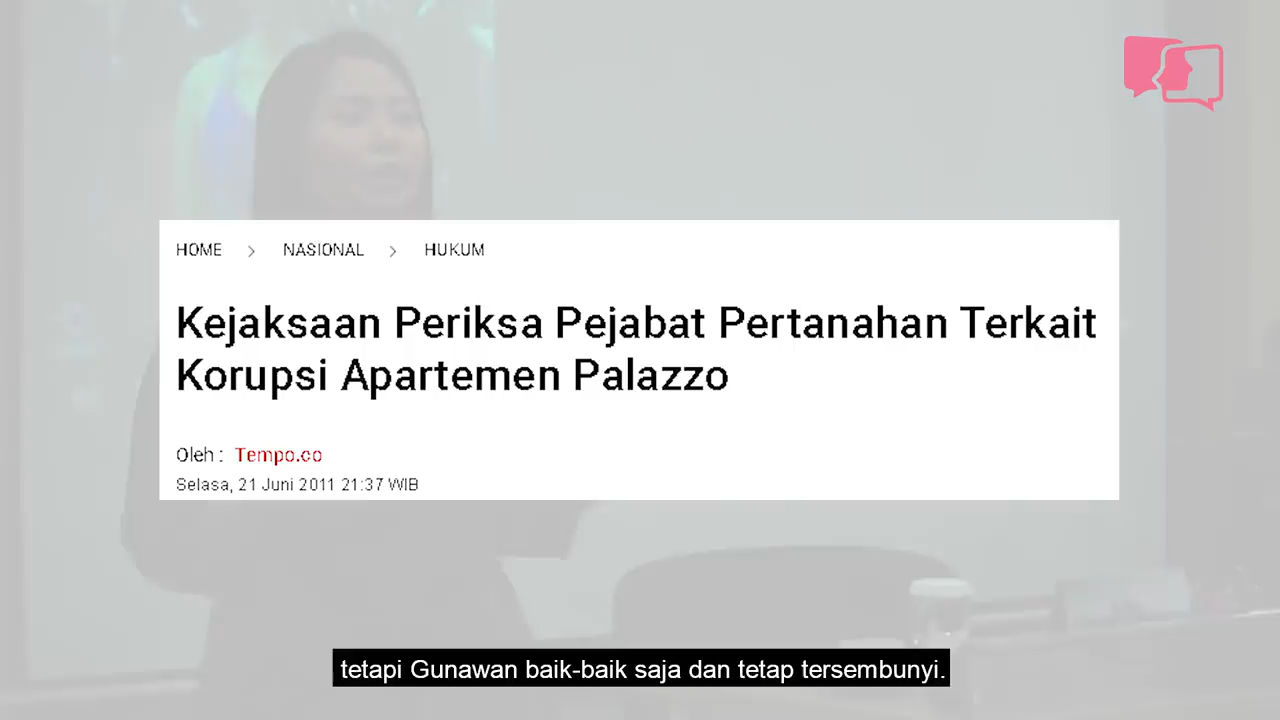 HOME > NASIONAL > HUKUM
Kejaksaan Periksa Pejabat Pertanahan Terkait
Korupsi Apartemen Palazzo
Oleh : Tempo.co
Selasa, 21 Juni 2011 21:37 WIB
tetapi Gunawan baik-baik saja dan tetap tersembunyi.